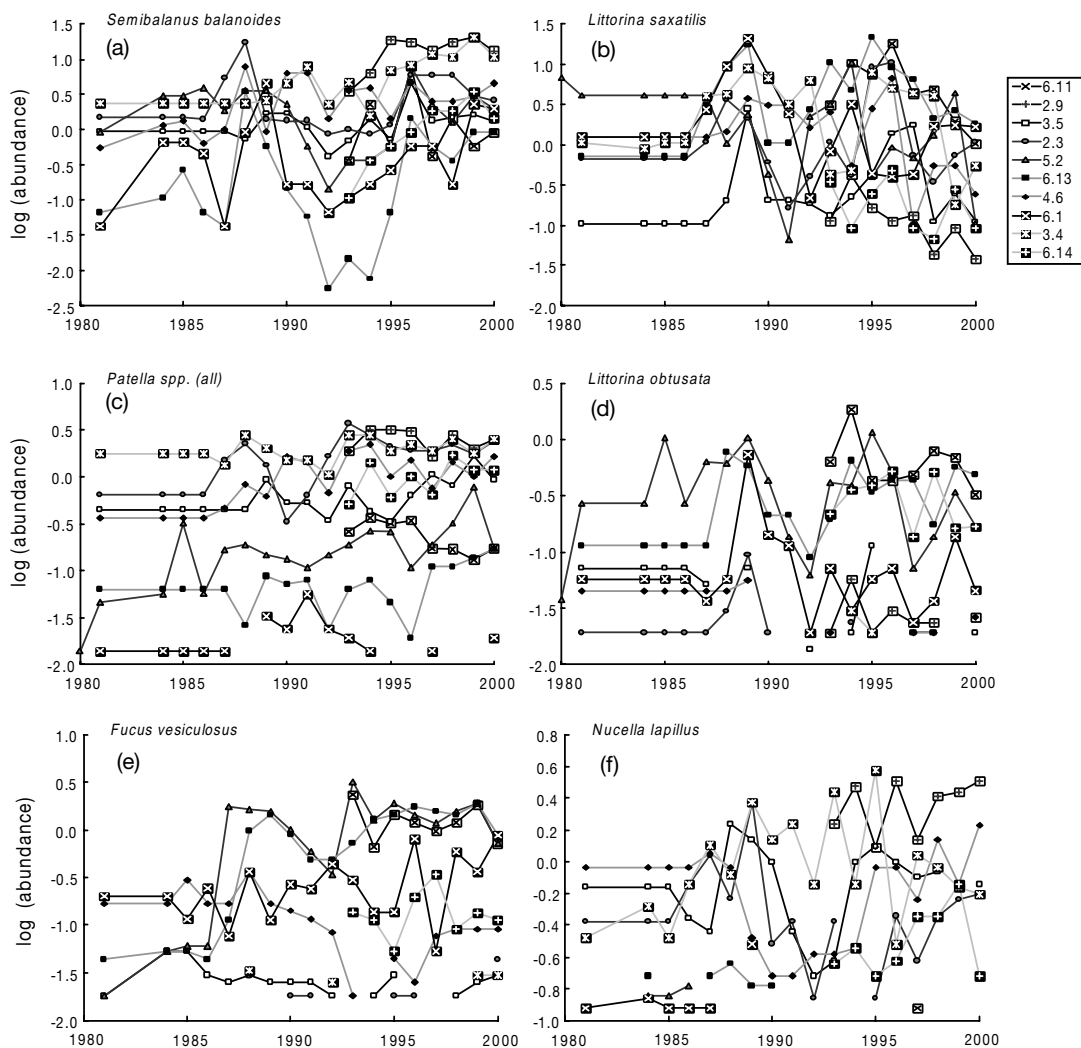 Semibalanus balanoides
(a)
log (abundance)
1.5
1.0
0.5
0.0
-0.5
-1.0
-1.5
-2.0
-2.5
1980 1985 1990 1995 2000
Littorina saxatilis
(b)
1.5
1.0
0.5
0.0
-0.5
-1.0
-1.5
-2.0
1980 1985 1990 1995 2000
6.11
2.9
3.5
2.3
5.2
6.13
4.6
6.1
3.4
6.14
Patella spp. (all)
(c)
log (abundance)
1.0
0.5
0.0
-0.5
-1.0
-1.5
-2.0
1980 1985 1990 1995 2000
Littorina obtusata
(d)
0.5
0.0
-0.5
-1.0
-1.5
-2.0
1980 1985 1990 1995 2000
Fucus vesiculosus
(e)
log (abundance)
1.0
0.5
0.0
-0.5
-1.0
-1.5
-2.0
1980 1985 1990 1995 2000
Nucella lapillus
(f)
0.8
0.6
0.4
0.2
0.0
-0.2
-0.4
-0.6
-0.8
-1.0
1980 1985 1990 1995 2000